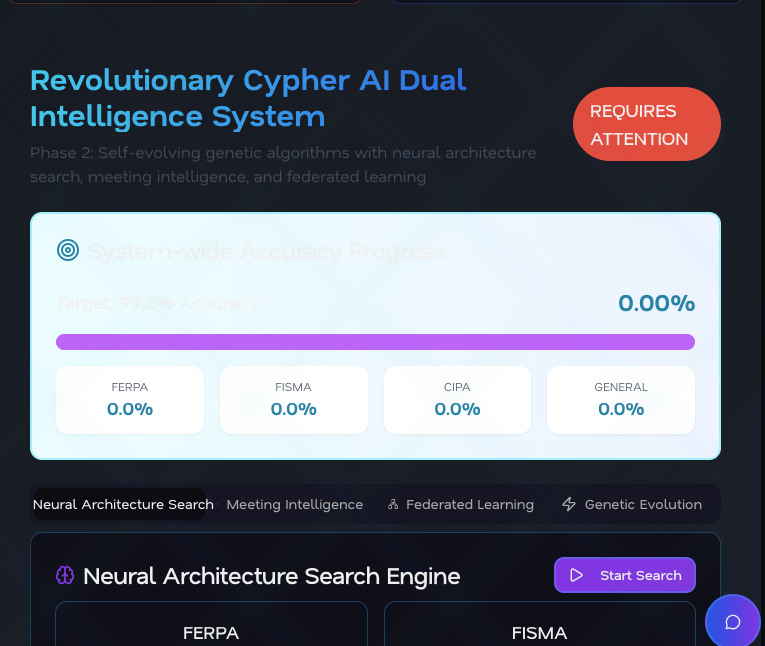 Revolutionary Cypher AI Dual
Intelligence System
Phase 2: Self-evolving genetic algorithms with neural architecture
search, meeting intelligence, and federated learning
REQUIRES
ATTENTION
System-wide Accuracy Progress
Target: 99.2% Accuracy
0.00%
FERPA
0.0%
FISMA
0.0%
CIPA
0.0%
GENERAL
0.0%
Neural Architecture Search
Meeting Intelligence
Federated Learning
Genetic Evolution
Neural Architecture Search Engine
Start Search
FERPA
FISMA